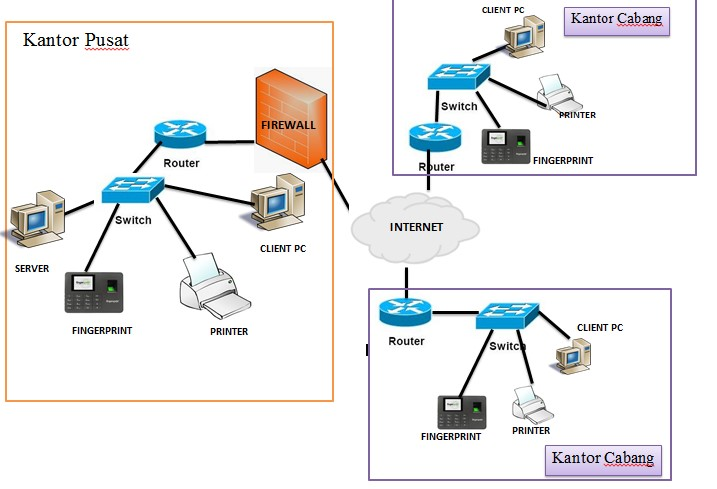 Kantor Pusat
FIREWALL
Router
Switch
SERVER
CLIENT PC
FINGERPRINT
PRINTER
CLIENT PC
Kantor Cabang
Switch
PRINTER
Router
FINGERPRINT
INTERNET
Router
Switch
CLIENT PC
FINGERPRINT
PRINTER
Kantor Cabang